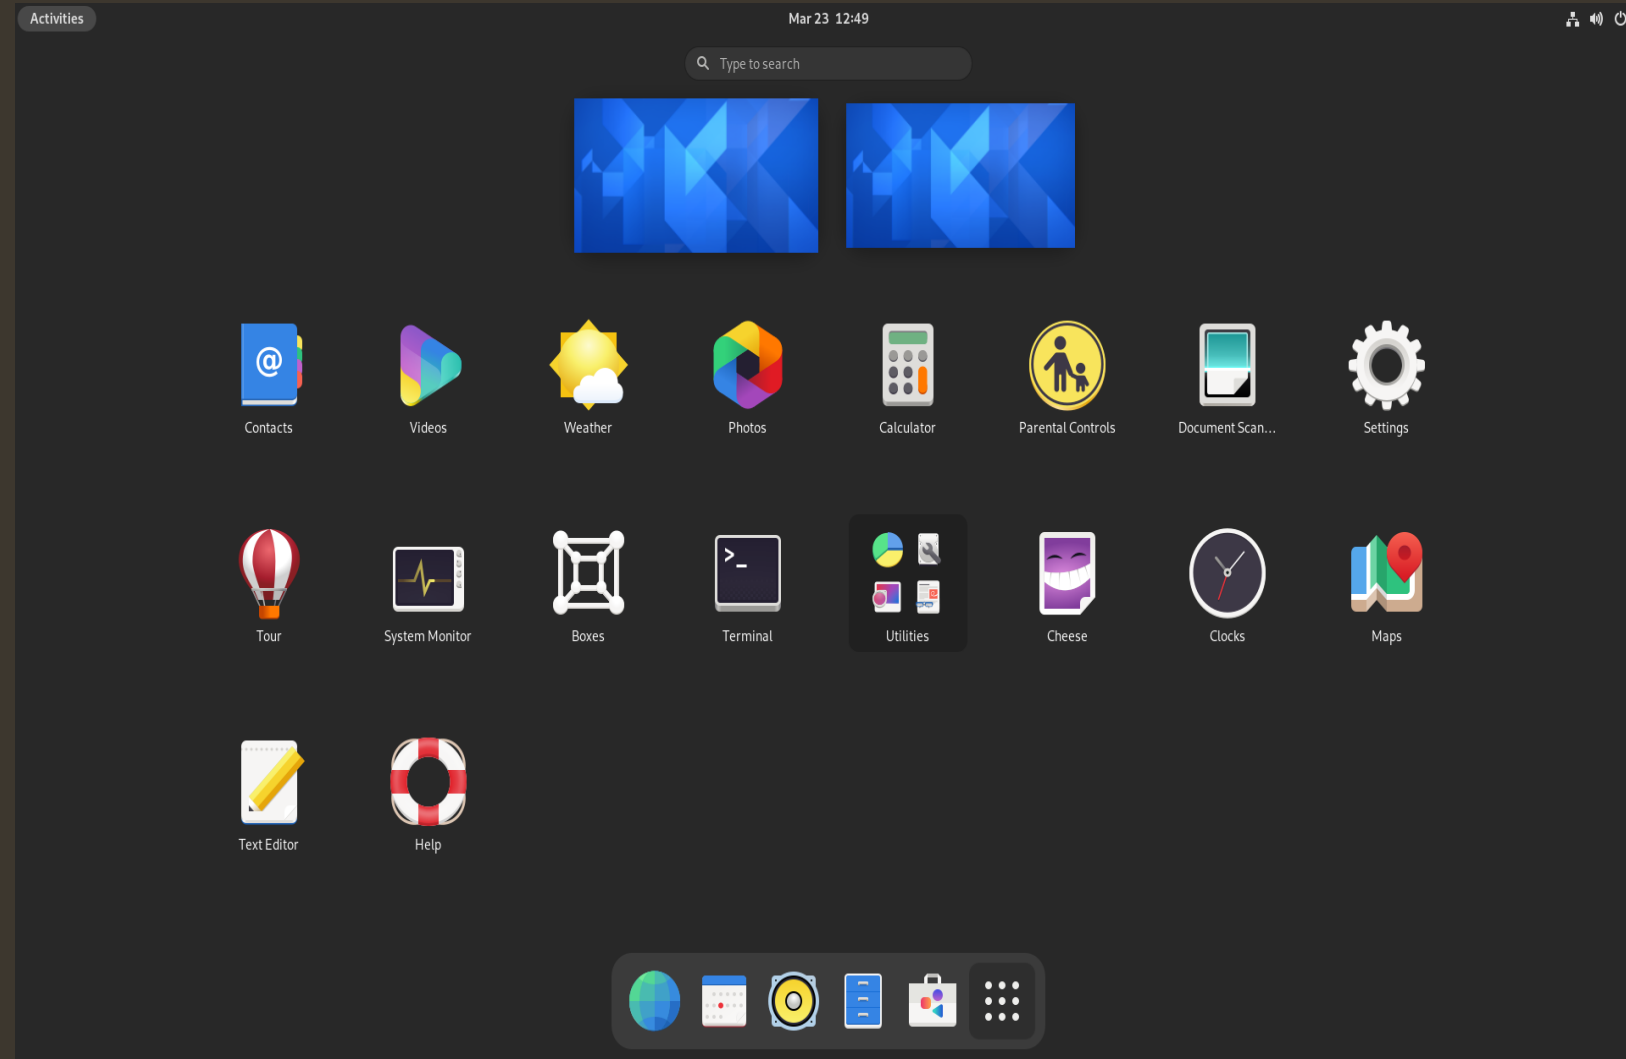 Activities
Mar 23 12:49
Type to search
Contacts
Videos
Weather
Photos
Calculator
Parental Controls
Document Scan...
Settings
Tour
System Monitor
Boxes
Terminal
Utilities
Cheese
Clocks
Maps
Text Editor
Help